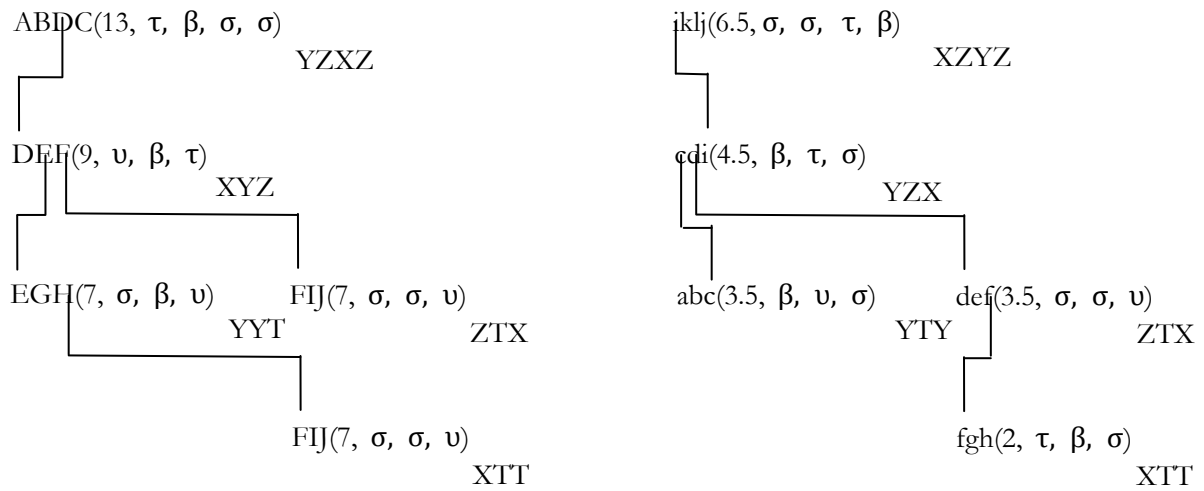 ABDC(13, τ, β, σ, σ)
YZXZ
DEF(9, υ, β, τ)
XYZ
EGH(7, σ, β, υ)
YYT
FIJ(7, σ, σ, υ)
ZTX
FIJ(7, σ, σ, υ)
XTT
iklj(6.5, σ, σ, τ, β)
XZYZ
cdi(4.5, β, τ, σ)
YZX
abc(3.5, β, υ, σ)
YTY
def(3.5, σ, σ, υ)
ZTX
fgh(2, τ, β, σ)
XTT